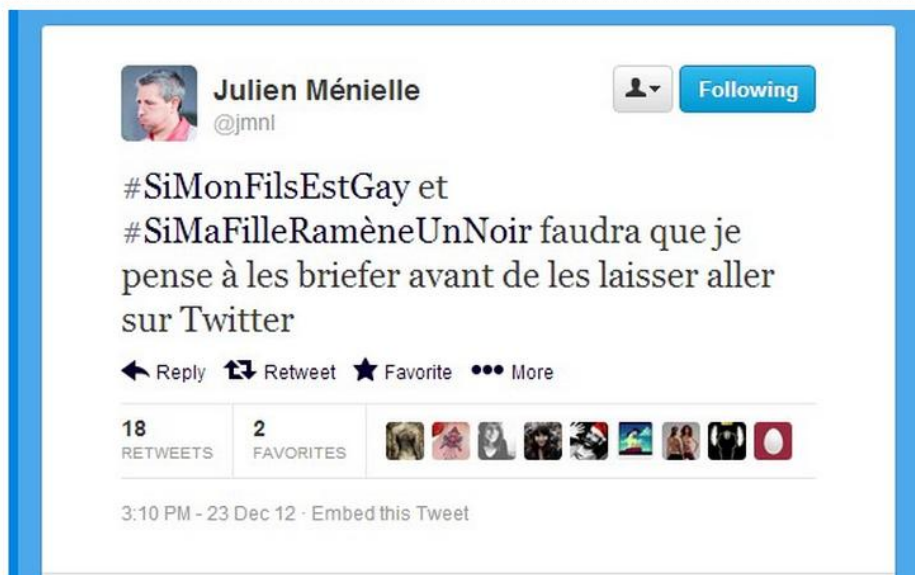 Julien Ménielle
@jmnl
Following
#SiMonFilsEstGay et
#SiMaFilleRamèneUnNoir faudra que je
pense à les briefer avant de les laisser aller
sur Twitter
Reply Retweet Favorite More
18 2
RETWEETS FAVORITES
3:10 PM - 23 Dec 12 · Embed this Tweet